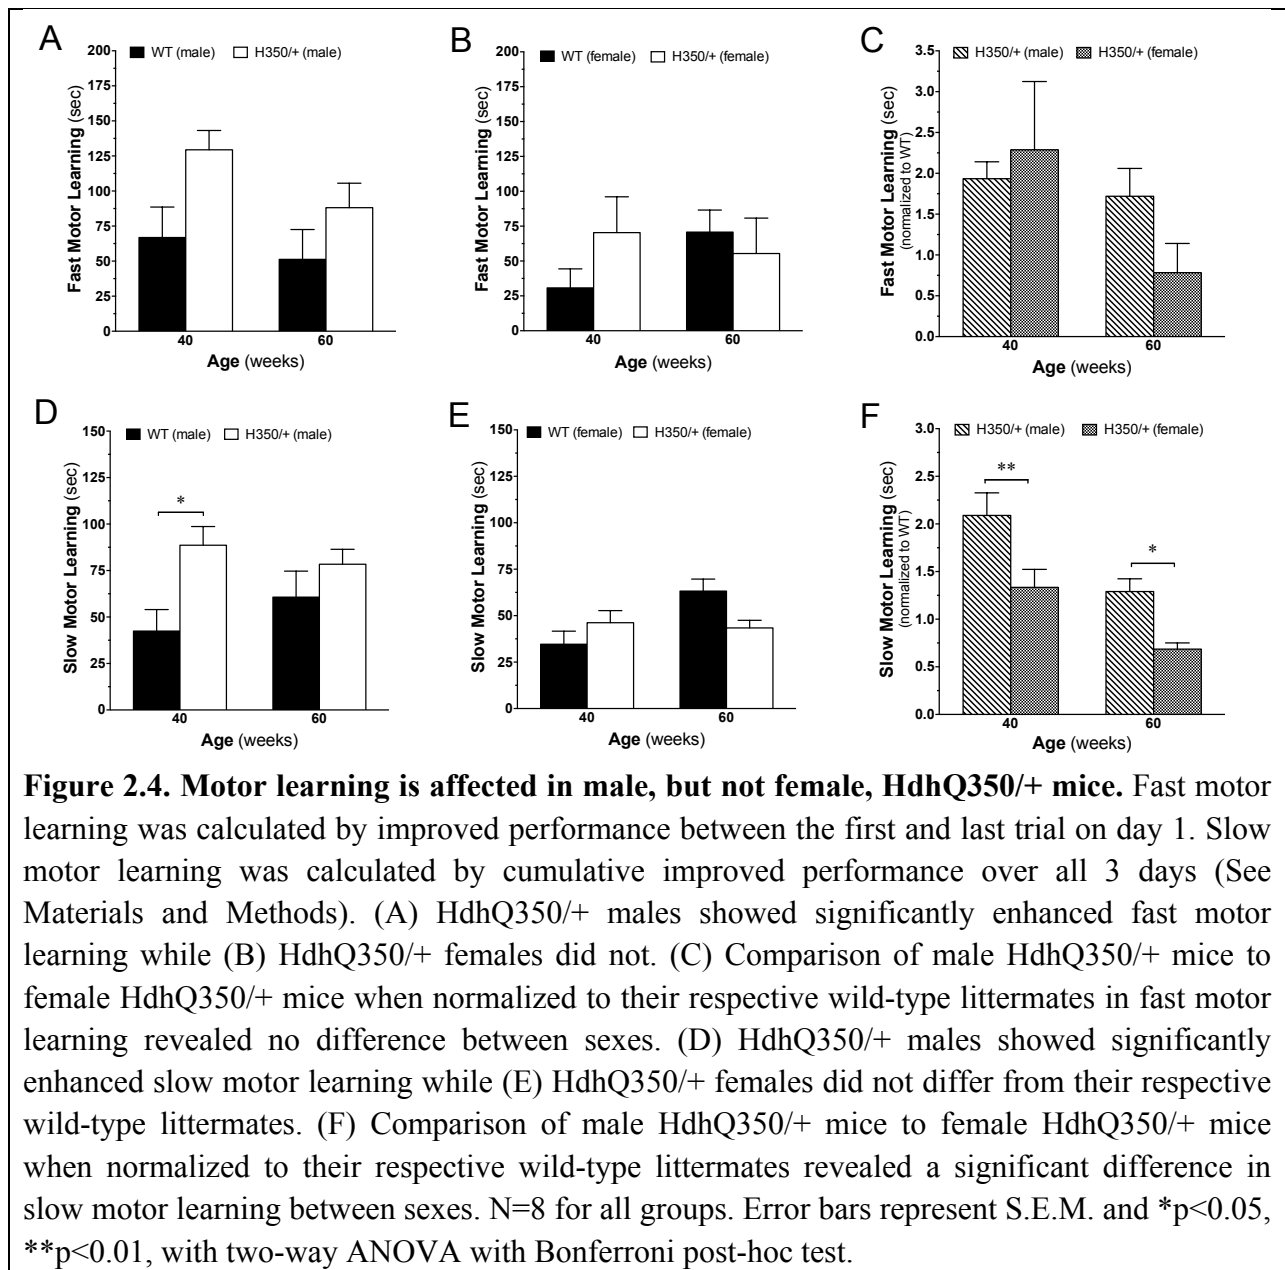 A
WT (male) H350/+ (male)
200
175
150
125
100
75
50
25
0
Fast Motor Learning (sec)
40 60
Age (weeks)
B
WT (female) H350/+ (female)
200
175
150
125
100
75
50
25
0
Fast Motor Learning (sec)
40 60
Age (weeks)
C
H350/+ (male) H350/+ (female)
3.5
3.0
2.5
2.0
1.5
1.0
0.5
0.0
Fast Motor Learning (sec)
(normalized to WT)
40 60
Age (weeks)
D
WT (male) H350/+ (male)
150
125
100
75
50
25
0
Slow Motor Learning (sec)
*
40 60
Age (weeks)
E
WT (female) H350/+ (female)
150
125
100
75
50
25
0
Slow Motor Learning (sec)
40 60
Age (weeks)
F
H350/+ (male) H350/+ (female)
3.0
2.5
2.0
1.5
1.0
0.5
0.0
Slow Motor Learning (sec)
(normalized to WT)
**
*
40 60
Age (weeks)
Figure 2.4. Motor learning is affected in male, but not female, HdhQ350/+ mice. Fast motor
learning was calculated by improved performance between the first and last trial on day 1. Slow
motor learning was calculated by cumulative improved performance over all 3 days (See
Materials and Methods). (A) HdhQ350/+ males showed significantly enhanced fast motor
learning while (B) HdhQ350/+ females did not. (C) Comparison of male HdhQ350/+ mice to
female HdhQ350/+ mice when normalized to their respective wild-type littermates in fast motor
learning revealed no difference between sexes. (D) HdhQ350/+ males showed significantly
enhanced slow motor learning while (E) HdhQ350/+ females did not differ from their respective
wild-type littermates. (F) Comparison of male HdhQ350/+ mice to female HdhQ350/+ mice
when normalized to their respective wild-type littermates revealed a significant difference in
slow motor learning between sexes. N=8 for all groups. Error bars represent S.E.M. and *p<0.05,
**p<0.01, with two-way ANOVA with Bonferroni post-hoc test.